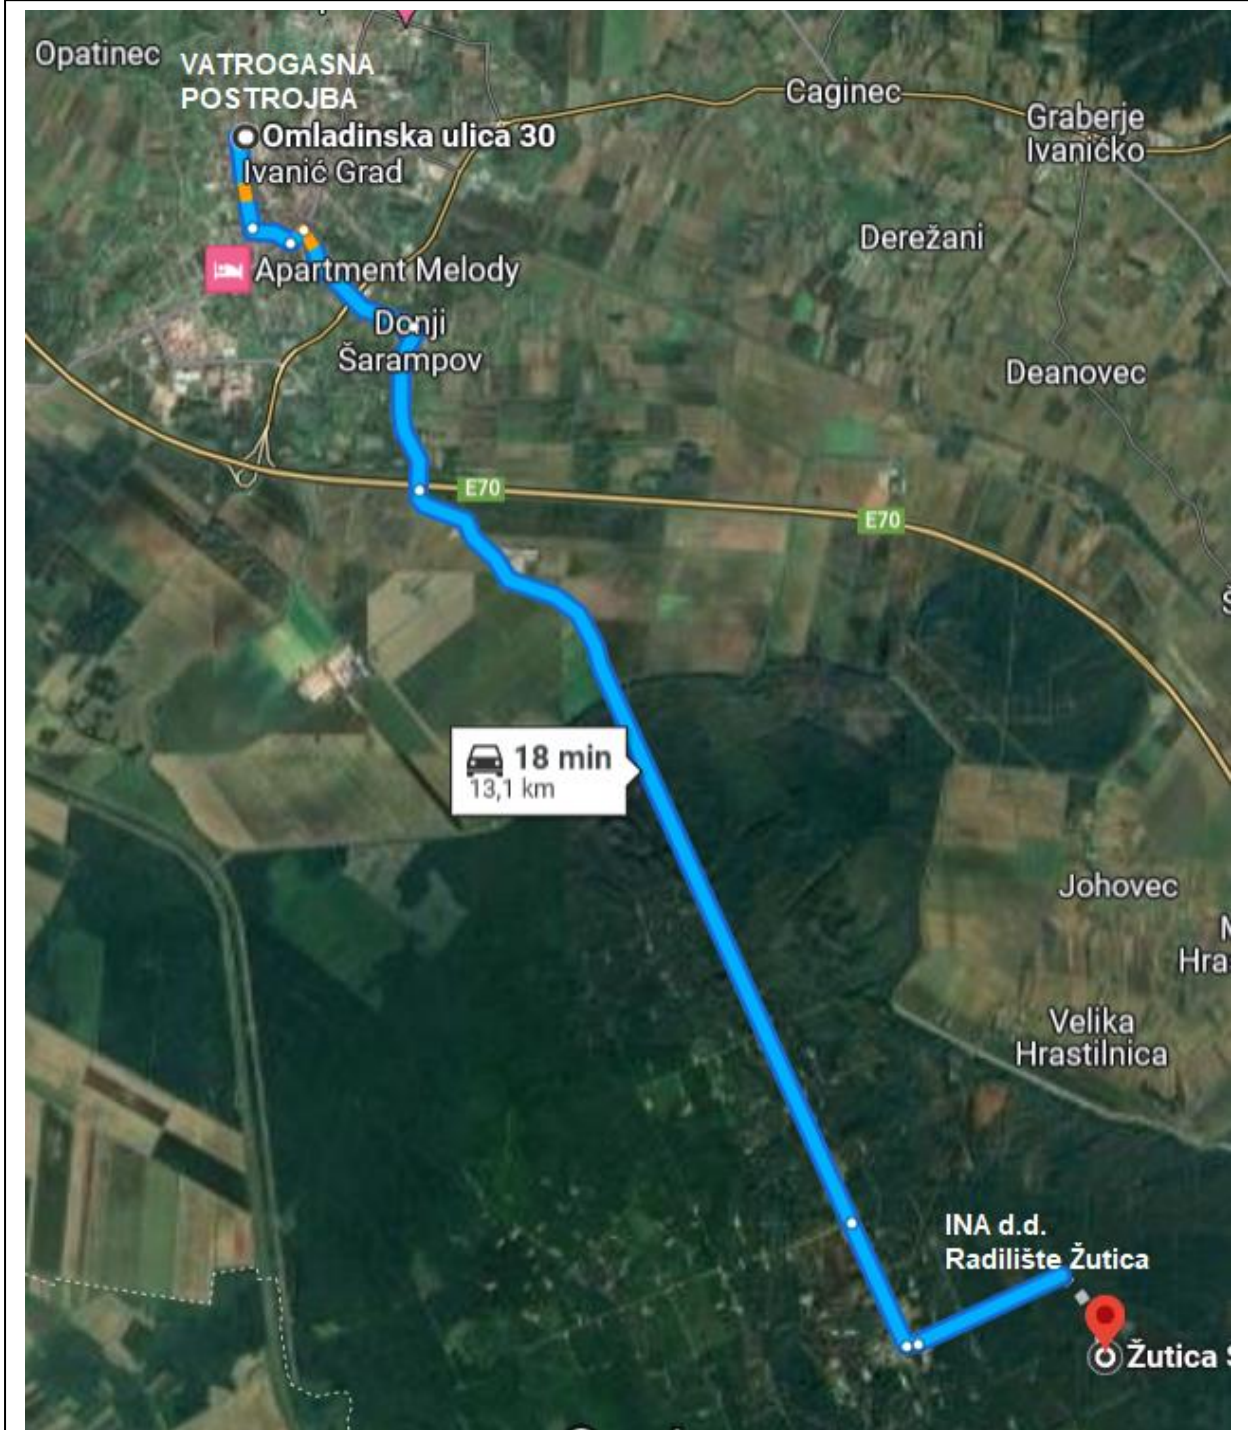 Opatinec
VATROGASNA
POSTROJBA
Caginec
Graberje
Ivanićko
Omladinska ulica 30
Ivanić Grad
Derežani
Apartment Melody
Donji
Šarampov
Deanovec
E70
E70
18 min
13,1 km
Johovec
Hra
Velika
Hrastilnica
INA d.d.
Radilište Žutica
Žutica